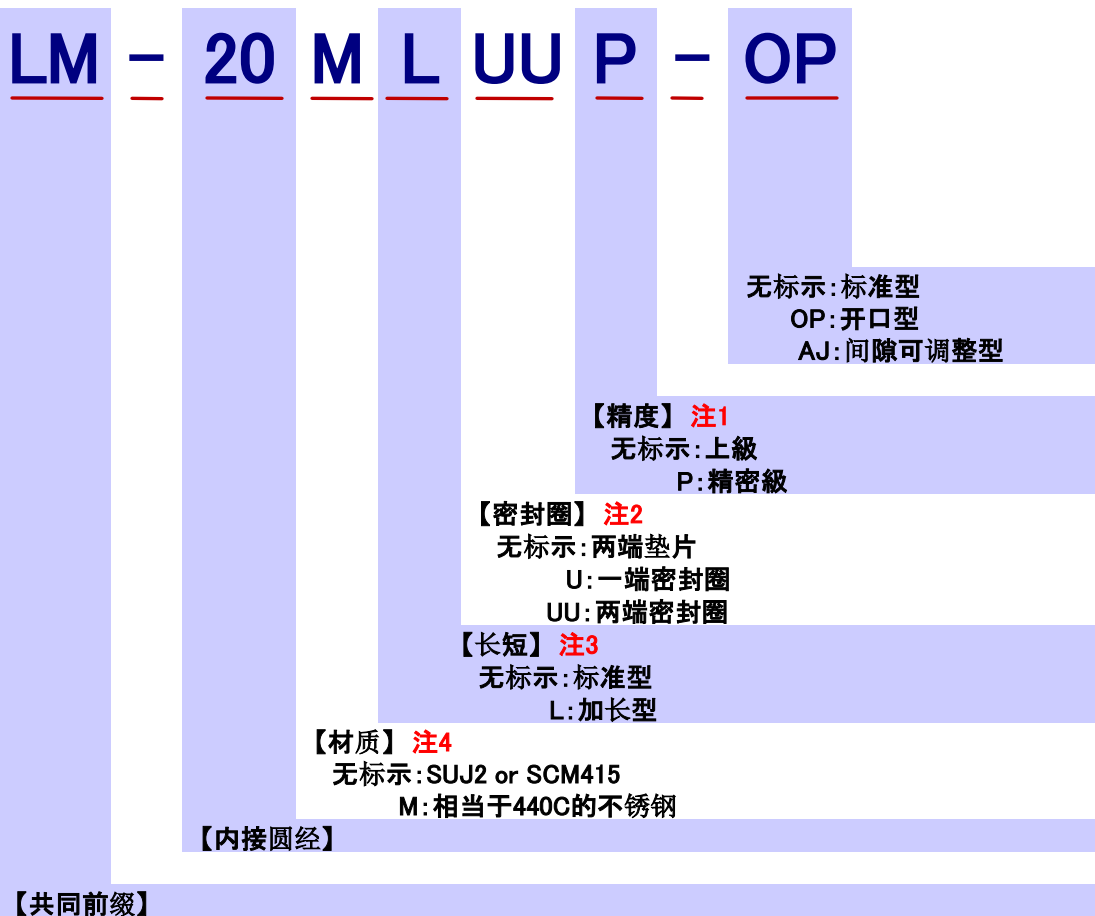 LM - 20 M L UU P - OP
无标示:标准型
OP:开口型
AJ:间隙可调整型
【精度】注1
无标示:上級
P:精密級
【密封圈】注2
无标示:两端垫片
U:一端密封圈
UU:两端密封圈
【长短】注3
无标示:标准型
L:加长型
【材质】注4
无标示:SUJ2 or SCM415
M:相当于440C的不锈钢
【内接圆经】
【共同前缀】